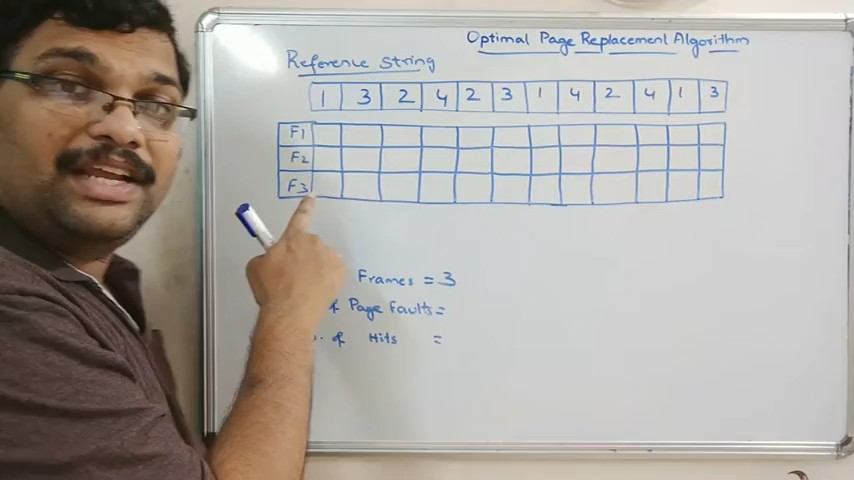 Optimal Page Replacement Algorithm
Reference String
1 3 2 4 2 3 1 4 2 4 1 3
F1
F2
F3
Frames = 3
Page Faults =
Hits =